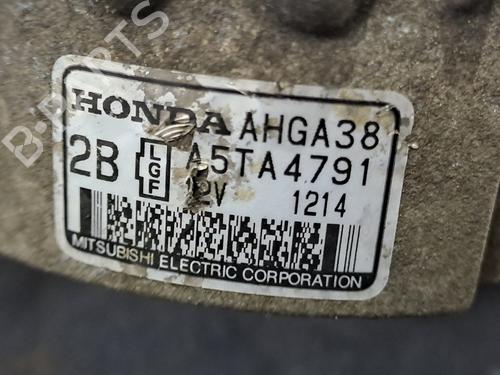 B-PARTS
HONDA AHGA38
2B LGF A5TA4791
12V 1214
MITSUBISHI ELECTRIC CORPORATION